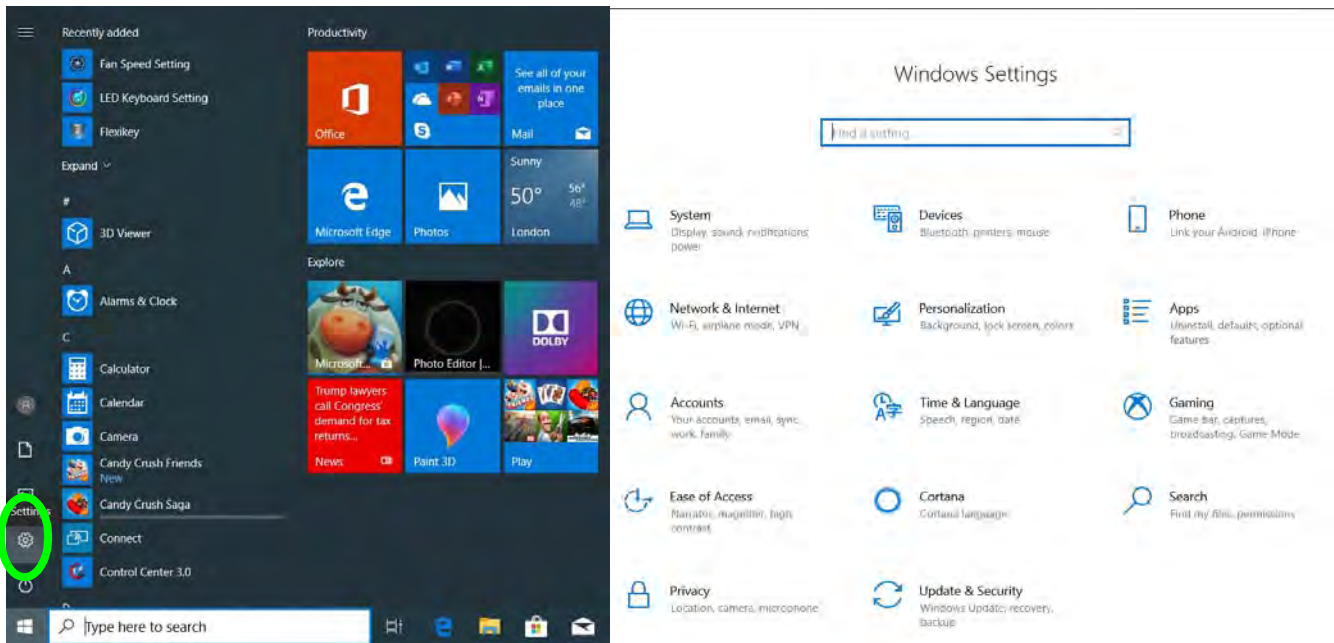 Recently added
Fan Speed Setting
LED Keyboard Setting
Flexikey
Expand
#
3D Viewer
A
Alarms & Clock
C
Calculator
Calendar
Camera
Candy Crush Friends
New
Candy Crush Saga
Connect
Control Center 3.0
Settings
Type here to search
Productivity
Office
See all of your
emails in one
place
Mail
Microsoft Edge
Photos
Sunny
50°
56°
48°
London
Explore
Microsoft...
Photo Editor |...
DOLBY
Trump lawyers
call Congress'
demand for tax
returns...
News
Paint 3D
Play
Windows Settings
Find a setting
System
Display, sound, notifications,
power
Devices
Bluetooth, printers, mouse
Phone
Link your Android, iPhone
Network & Internet
Wi-Fi, airplane mode, VPN
Personalization
Background, lock screen, colors
Apps
Uninstall, defaults, optional
features
Accounts
Your accounts, email, sync,
work, family
Time & Language
Speech, region, date
Gaming
Game bar, captures,
broadcasting, Game Mode
Ease of Access
Narrator, magnifier, high
contrast
Cortana
Cortana language
Search
Find my files, permissions
Privacy
Location, camera, microphone
Update & Security
Windows Update, recovery,
backup